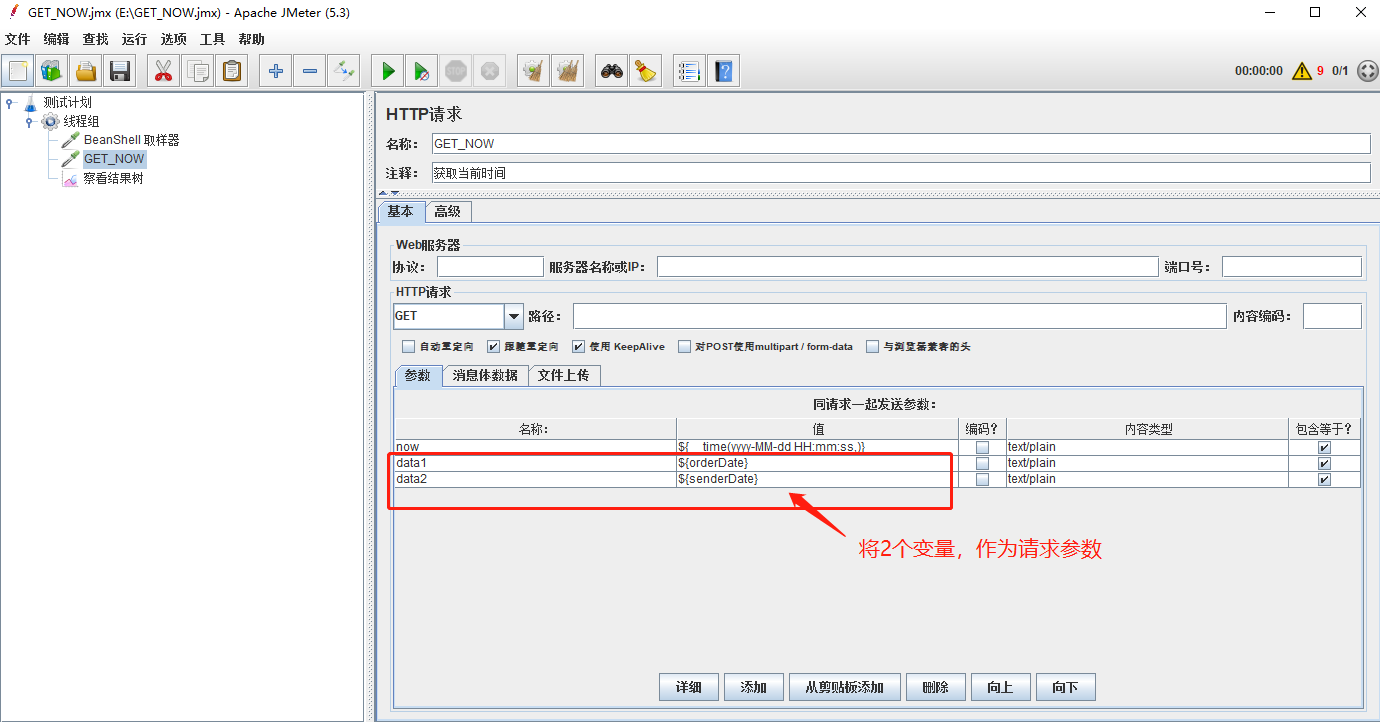 GET_NOW.jmx (E:\GET_NOW.jmx) - Apache JMeter (5.3)
文件 编辑 查找 运行 选项 工具 帮助
STOP
00:00:00 9 0/1
测试计划
线程组
BeanShell 取样器
GET_NOW
察看结果树
HTTP请求
名称: GET_NOW
注释: 获取当前时间
基本 高级
Web服务器
协议: 服务器名称或IP: 端口号:
HTTP请求
GET 路径: 内容编码:
自动重定向 跟随重定向 使用 KeepAlive 对POST使用multipart / form-data 与浏览器兼容的头
参数 消息体数据 文件上传
同请求一起发送参数:
名称: 值 编码? 内容类型 包含等于?
now ${__time(yyyy-MM-dd HH:mm:ss,)} text/plain
data1 ${orderDate} text/plain
data2 ${senderDate} text/plain
将2个变量，作为请求参数
详细 添加 从剪贴板添加 删除 向上 向下